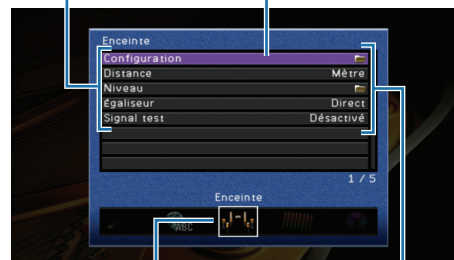 Enceinte
Configuration
Distance Mètre
Niveau
Égaliseur Direct
Signal test Désactivé
1 / 5
Enceinte
ABC